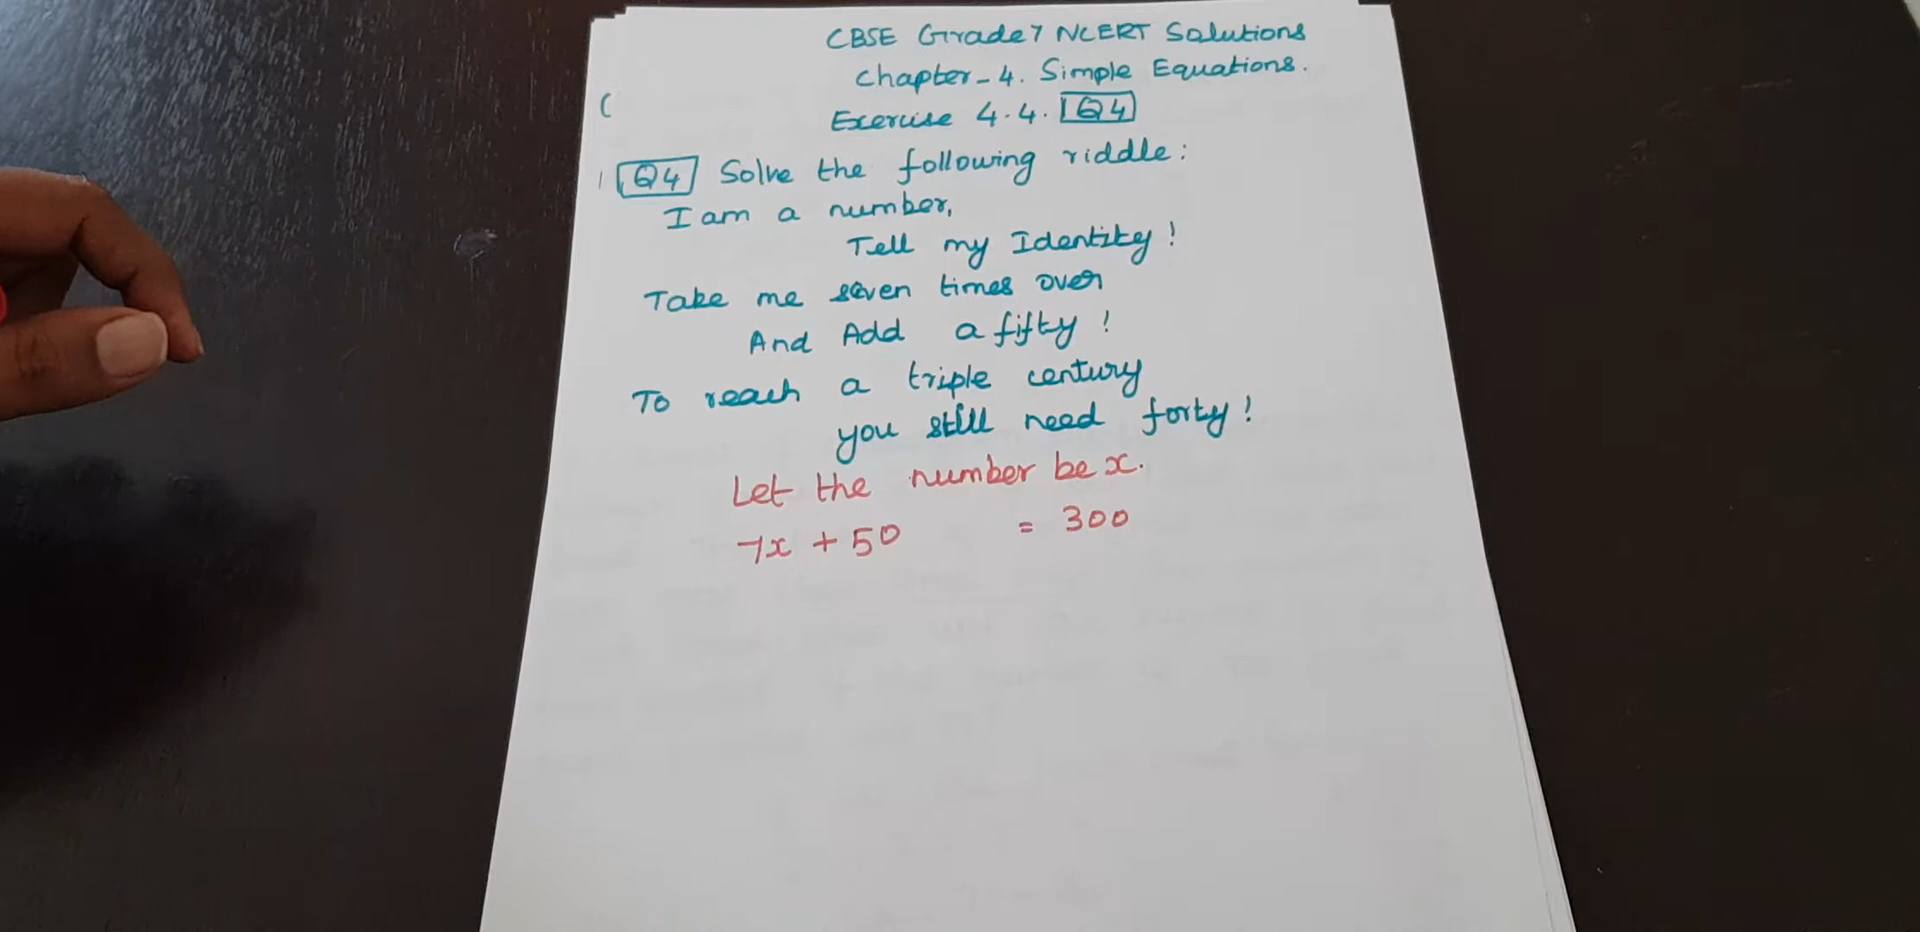 CBSE Grade 7 NCERT Solutions
Chapter - 4. Simple Equations.
Exercise 4.4. Q4
Q4 Solve the following riddle:
I am a number,
Tell my Identity!
Take me seven times over
And Add a fifty!
To reach a triple century
you still need forty!
Let the number be x.
7x + 50 = 300